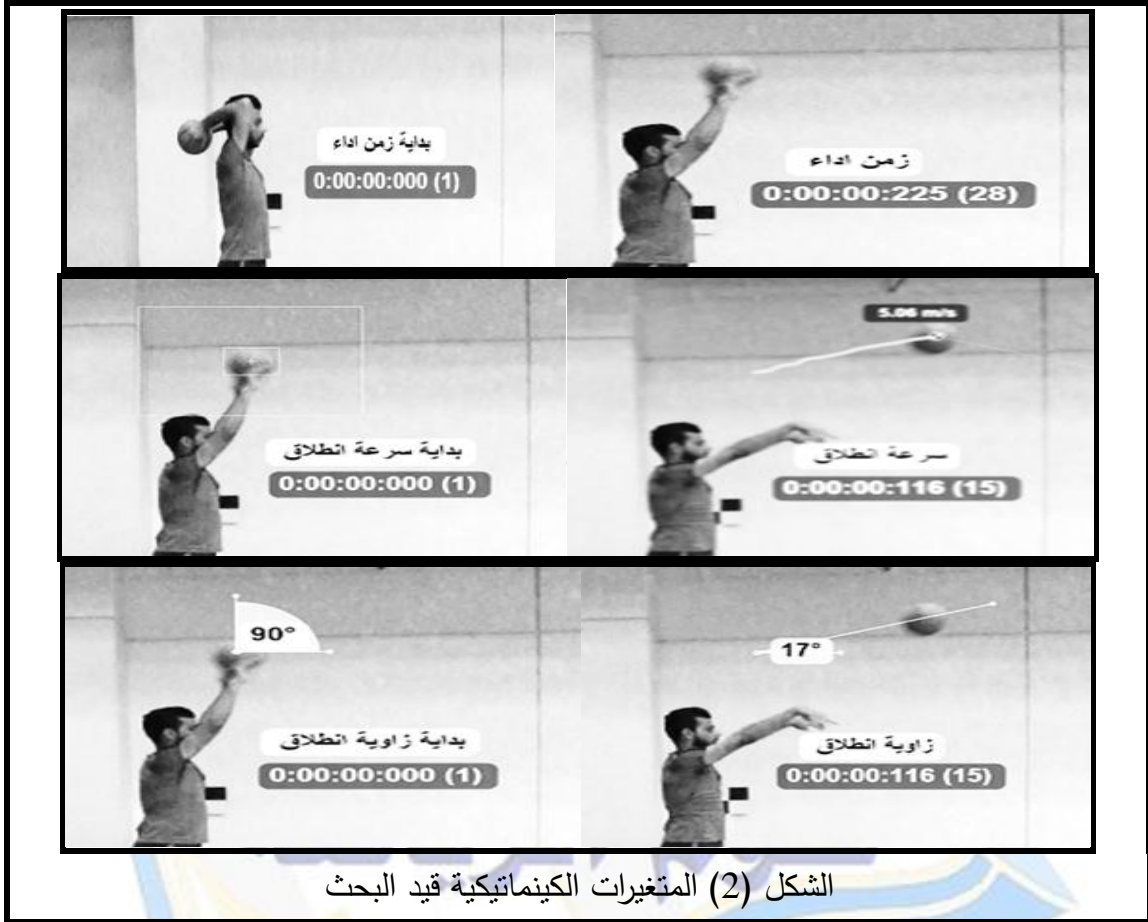 بداية زمن اداء
0:00:00:000 (1)
زمن اداء
0:00:00:225 (28)
بداية سرعة انطلاق
0:00:00:000 (1)
5.06 m/s
سرعة انطلاق
0:00:00:116 (15)
90°
بداية زاوية انطلاق
0:00:00:000 (1)
17°
زاوية انطلاق
0:00:00:116 (15)
الشكل (2) المتغيرات الكينماتيكية قيد البحث